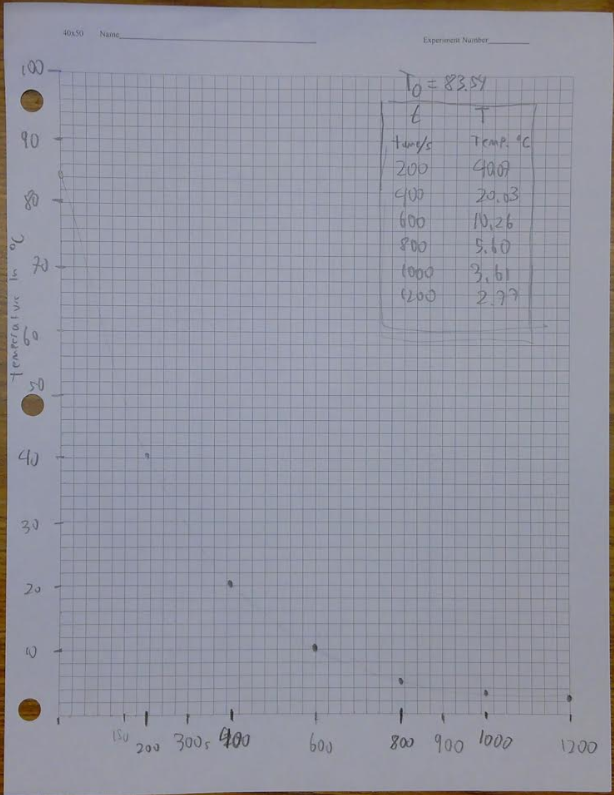 40x50 Name
Experiment Number
T₀ = 83.54
t T
time/s Temp. °C
200 40.07
400 20.03
600 10.26
800 5.60
1000 3.61
1200 2.77
Temperature in °C
100
90
80
70
60
50
40
30
20
10
150 200 300s 400 600 800 900 1000 1200